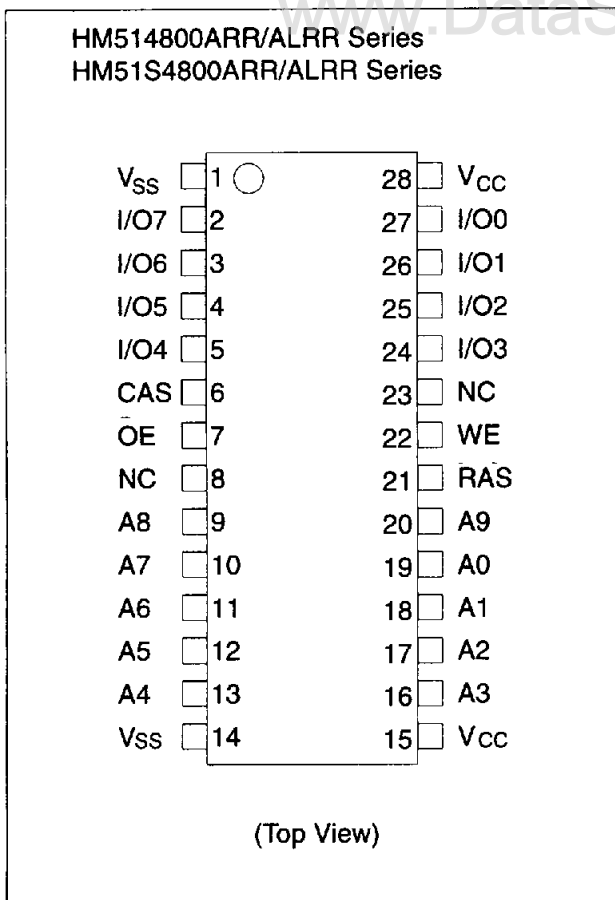 www.DataS
HM514800ARR/ALRR Series
HM51S4800ARR/ALRR Series
VSS 1 28 VCC
I/O7 2 27 I/O0
I/O6 3 26 I/O1
I/O5 4 25 I/O2
I/O4 5 24 I/O3
CAS 6 23 NC
OE 7 22 WE
NC 8 21 RAS
A8 9 20 A9
A7 10 19 A0
A6 11 18 A1
A5 12 17 A2
A4 13 16 A3
VSS 14 15 VCC
(Top View)